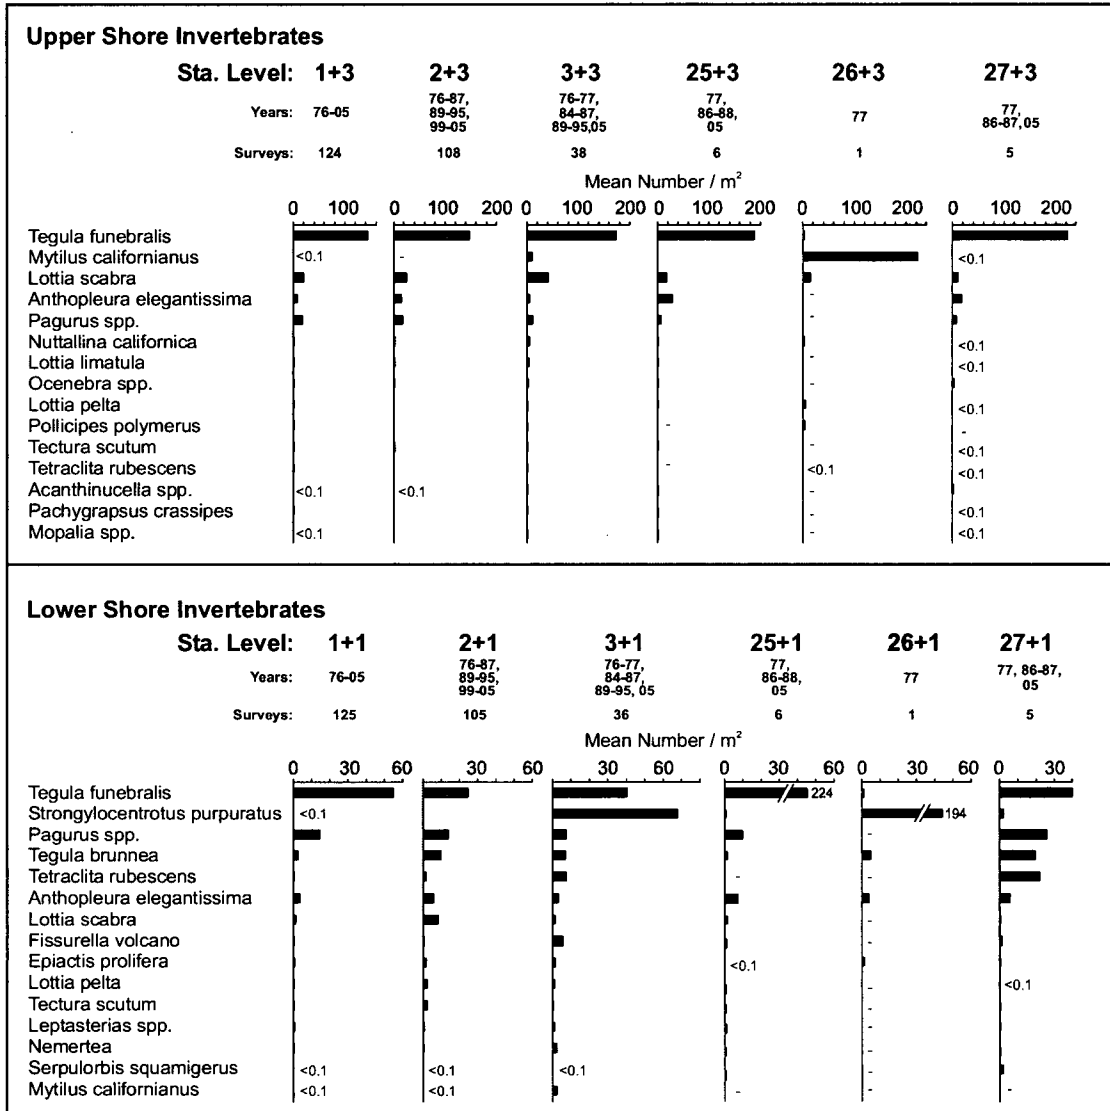 Upper Shore Invertebrates
Sta. Level: 1+3 2+3 3+3 25+3 26+3 27+3
Years: 76-05 76-87, 89-95, 99-05 76-77, 84-87, 89-95,05 77, 86-88, 05 77 77, 86-87,05
Surveys: 124 108 38 6 1 5
Mean Number / m²
0 100 0 100 200 0 100 200 0 100 200 0 100 200 0 100 200
Tegula funebralis
Mytilus californianus <0.1 - <0.1
Lottia scabra
Anthopleura elegantissima -
Pagurus spp. -
Nuttallina californica <0.1
Lottia limatula - <0.1
Ocenebra spp. -
Lottia pelta <0.1
Pollicipes polymerus - -
Tectura scutum - <0.1
Tetraclita rubescens - <0.1 <0.1
Acanthinucella spp. <0.1 <0.1 -
Pachygrapsus crassipes - <0.1
Mopalia spp. <0.1 - <0.1
Lower Shore Invertebrates
Sta. Level: 1+1 2+1 3+1 25+1 26+1 27+1
Years: 76-05 76-87, 89-95, 99-05 76-77, 84-87, 89-95, 05 77, 86-88, 05 77 77, 86-87, 05
Surveys: 125 105 36 6 1 5
Mean Number / m²
0 30 60 0 30 60 0 30 60 0 30 60 0 30 60 0 30
Tegula funebralis 224
Strongylocentrotus purpuratus <0.1 194
Pagurus spp. -
Tegula brunnea
Tetraclita rubescens - -
Anthopleura elegantissima
Lottia scabra -
Fissurella volcano -
Epiactis prolifera <0.1
Lottia pelta - <0.1
Tectura scutum -
Leptasterias spp. -
Nemertea -
Serpulorbis squamigerus <0.1 <0.1 <0.1 -
Mytilus californianus <0.1 <0.1 - - -